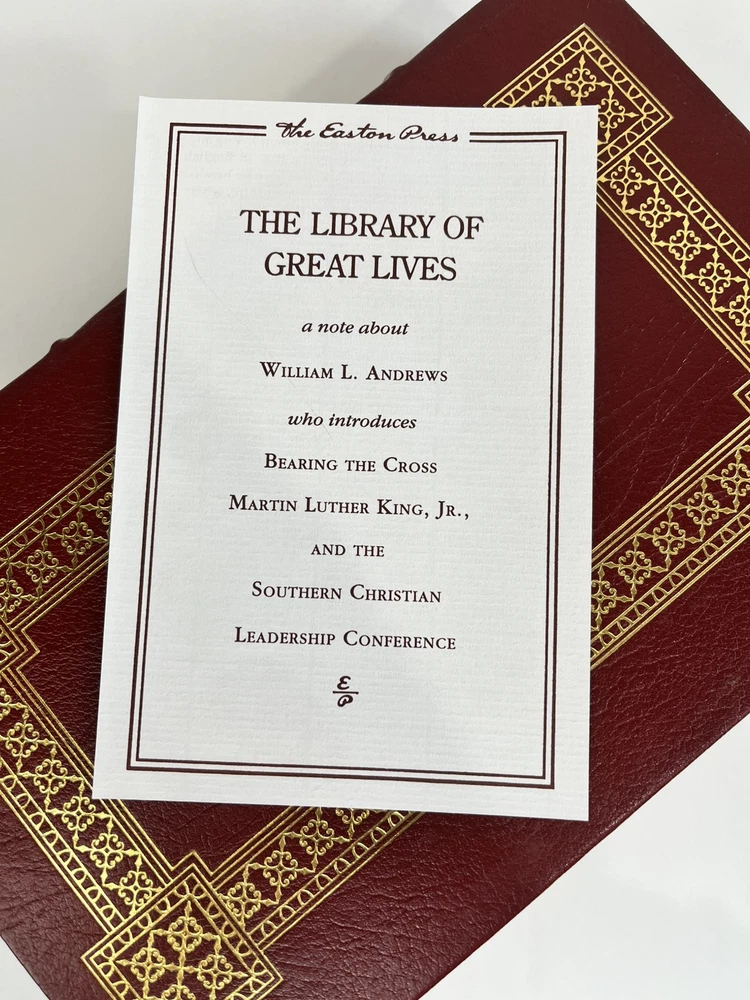 The Easton Press
THE LIBRARY OF
GREAT LIVES
a note about
WILLIAM L. ANDREWS
who introduces
BEARING THE CROSS
MARTIN LUTHER KING, JR.,
AND THE
SOUTHERN CHRISTIAN
LEADERSHIP CONFERENCE
E
P